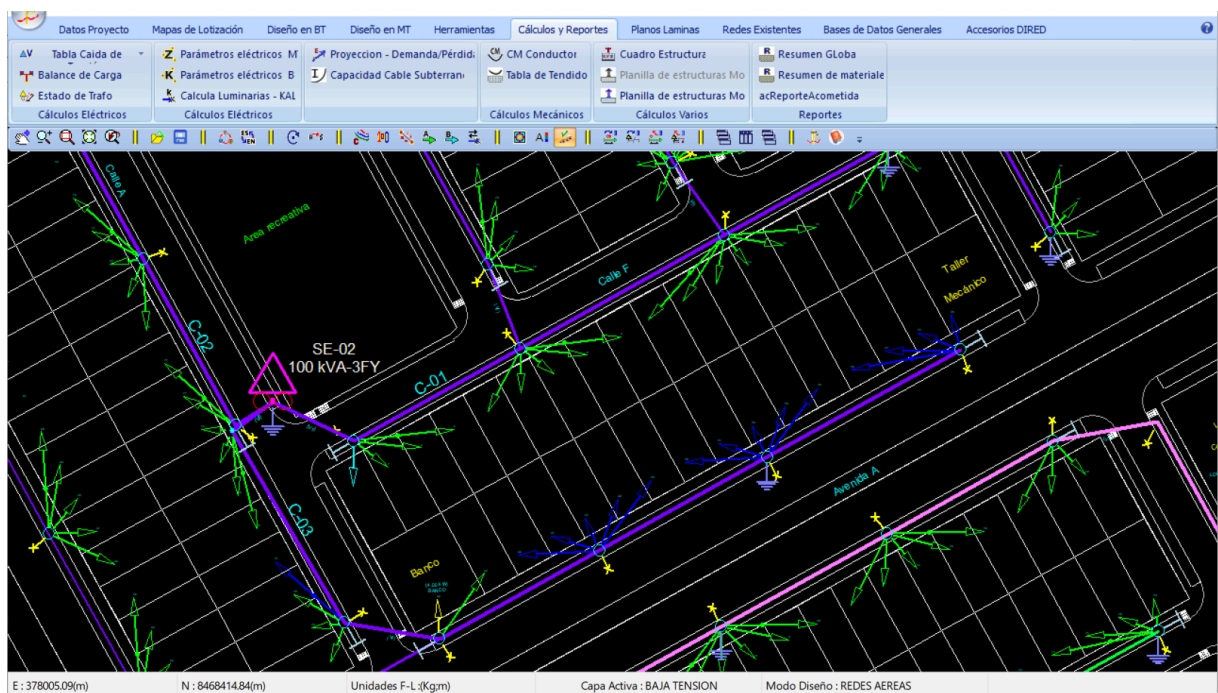 Datos Proyecto
Mapas de Lotización
Diseño en BT
Diseño en MT
Herramientas
Cálculos y Reportes
Planos Laminas
Redes Existentes
Bases de Datos Generales
Accesorios DIRED
Tabla Caida de
Balance de Carga
Estado de Trafo
Cálculos Eléctricos
Parámetros eléctricos M
Parámetros eléctricos B
Calcula Luminarias - KAL
Cálculos Eléctricos
Proyeccion - Demanda/Pérdida
Capacidad Cable Subterran
CM Conductor
Tabla de Tendido
Cálculos Mecánicos
Cuadro Estructura
Planilla de estructuras Mo
Planilla de estructuras Mo
Cálculos Varios
Resumen GLoba
Resumen de materiale
acReporteAcometida
Reportes
Calle A
Area recreativa
Calle F
Taller
Mecánico
C-02
SE-02
100 kVA-3FY
C-01
Avenida A
C-03
Banco
E : 378005.09(m)
N : 8468414.84(m)
Unidades F-L :(Kg;m)
Capa Activa : BAJA TENSION
Modo Diseño : REDES AEREAS